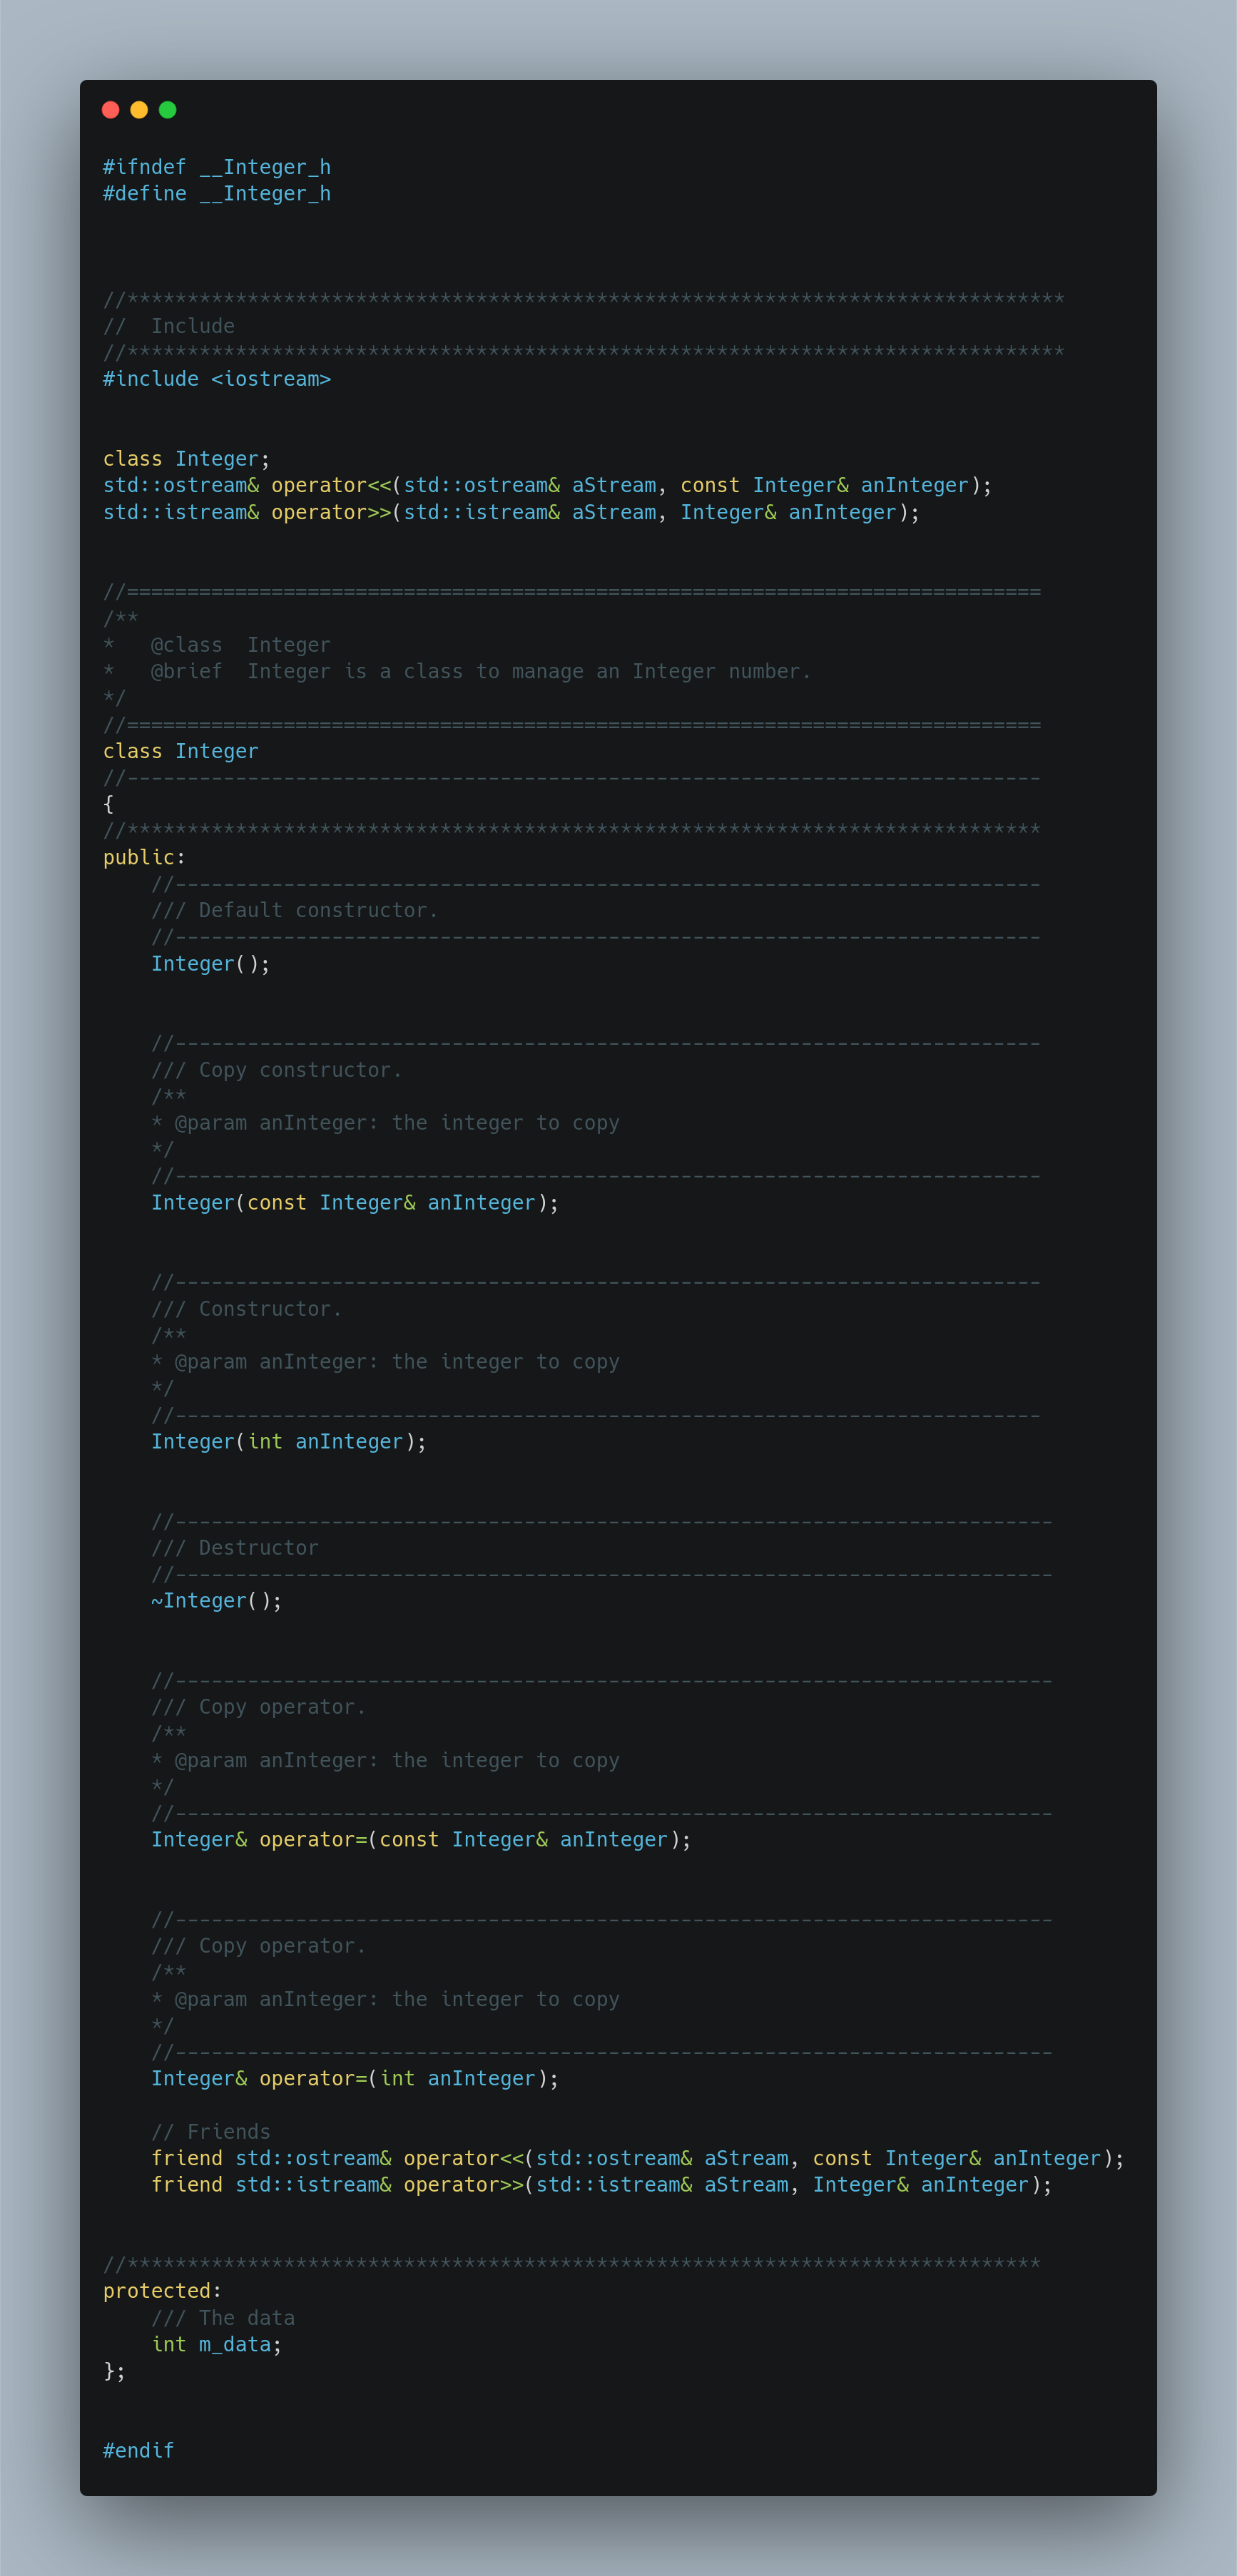 #ifndef __Integer_h
#define __Integer_h
//******************************************************************************
//  Include
//******************************************************************************
#include <iostream>
class Integer;
std::ostream& operator<<(std::ostream& aStream, const Integer& anInteger);
std::istream& operator>>(std::istream& aStream, Integer& anInteger);
//============================================================================
/**
*   @class  Integer
*   @brief  Integer is a class to manage an Integer number.
*/
//============================================================================
class Integer
//----------------------------------------------------------------------------
{
//****************************************************************************
public:
    //------------------------------------------------------------------------
    /// Default constructor.
    //------------------------------------------------------------------------
    Integer();
    //------------------------------------------------------------------------
    /// Copy constructor.
    /**
    * @param anInteger: the integer to copy
    */
    //------------------------------------------------------------------------
    Integer(const Integer& anInteger);
    //------------------------------------------------------------------------
    /// Constructor.
    /**
    * @param anInteger: the integer to copy
    */
    //------------------------------------------------------------------------
    Integer(int anInteger);
    //-------------------------------------------------------------------------
    /// Destructor
    //-------------------------------------------------------------------------
    ~Integer();
    //-------------------------------------------------------------------------
    /// Copy operator.
    /**
    * @param anInteger: the integer to copy
    */
    //-------------------------------------------------------------------------
    Integer& operator=(const Integer& anInteger);
    //-------------------------------------------------------------------------
    /// Copy operator.
    /**
    * @param anInteger: the integer to copy
    */
    //-------------------------------------------------------------------------
    Integer& operator=(int anInteger);
    // Friends
    friend std::ostream& operator<<(std::ostream& aStream, const Integer& anInteger);
    friend std::istream& operator>>(std::istream& aStream, Integer& anInteger);
//****************************************************************************
protected:
    /// The data
    int m_data;
};
#endif